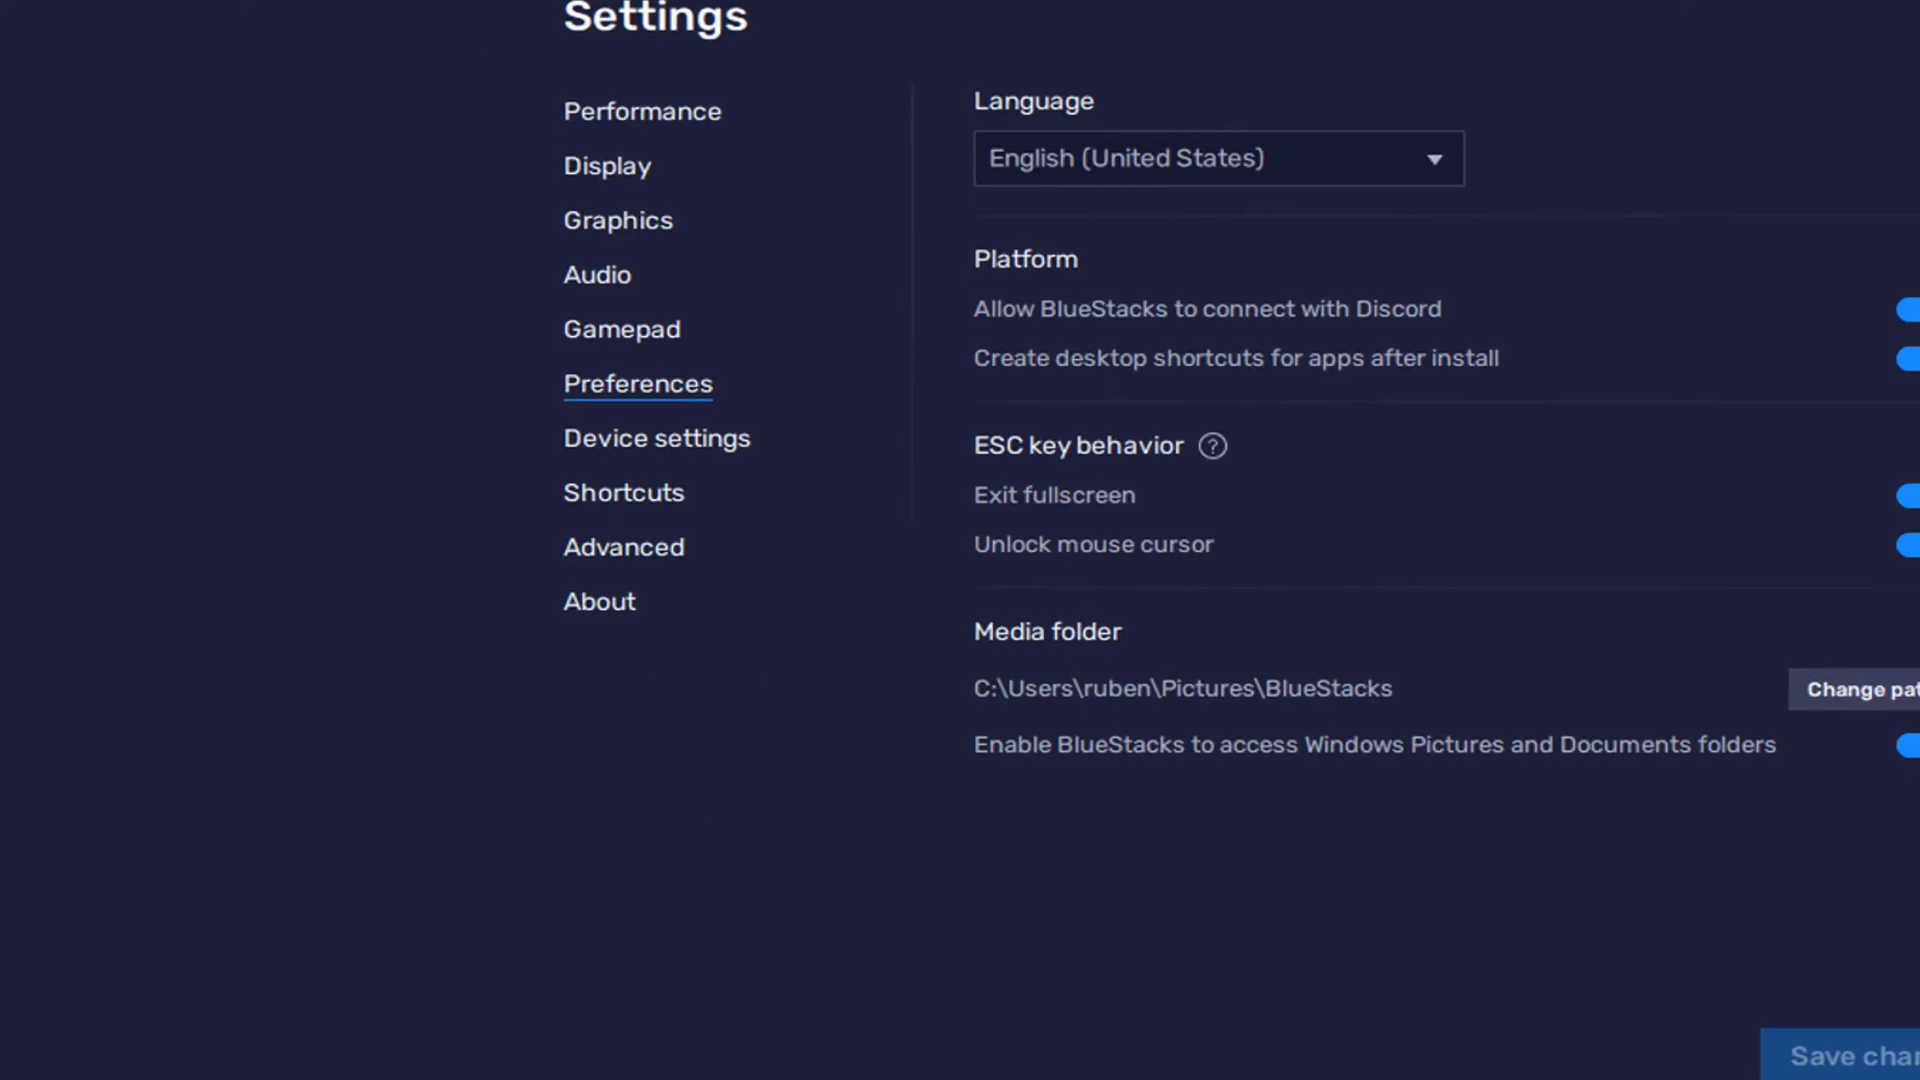 Settings
Performance
Display
Graphics
Audio
Gamepad
Preferences
Device settings
Shortcuts
Advanced
About
Language
English (United States)
Platform
Allow BlueStacks to connect with Discord
Create desktop shortcuts for apps after install
ESC key behavior ?
Exit fullscreen
Unlock mouse cursor
Media folder
C:\Users\ruben\Pictures\BlueStacks
Change pat
Enable BlueStacks to access Windows Pictures and Documents folders
Save char